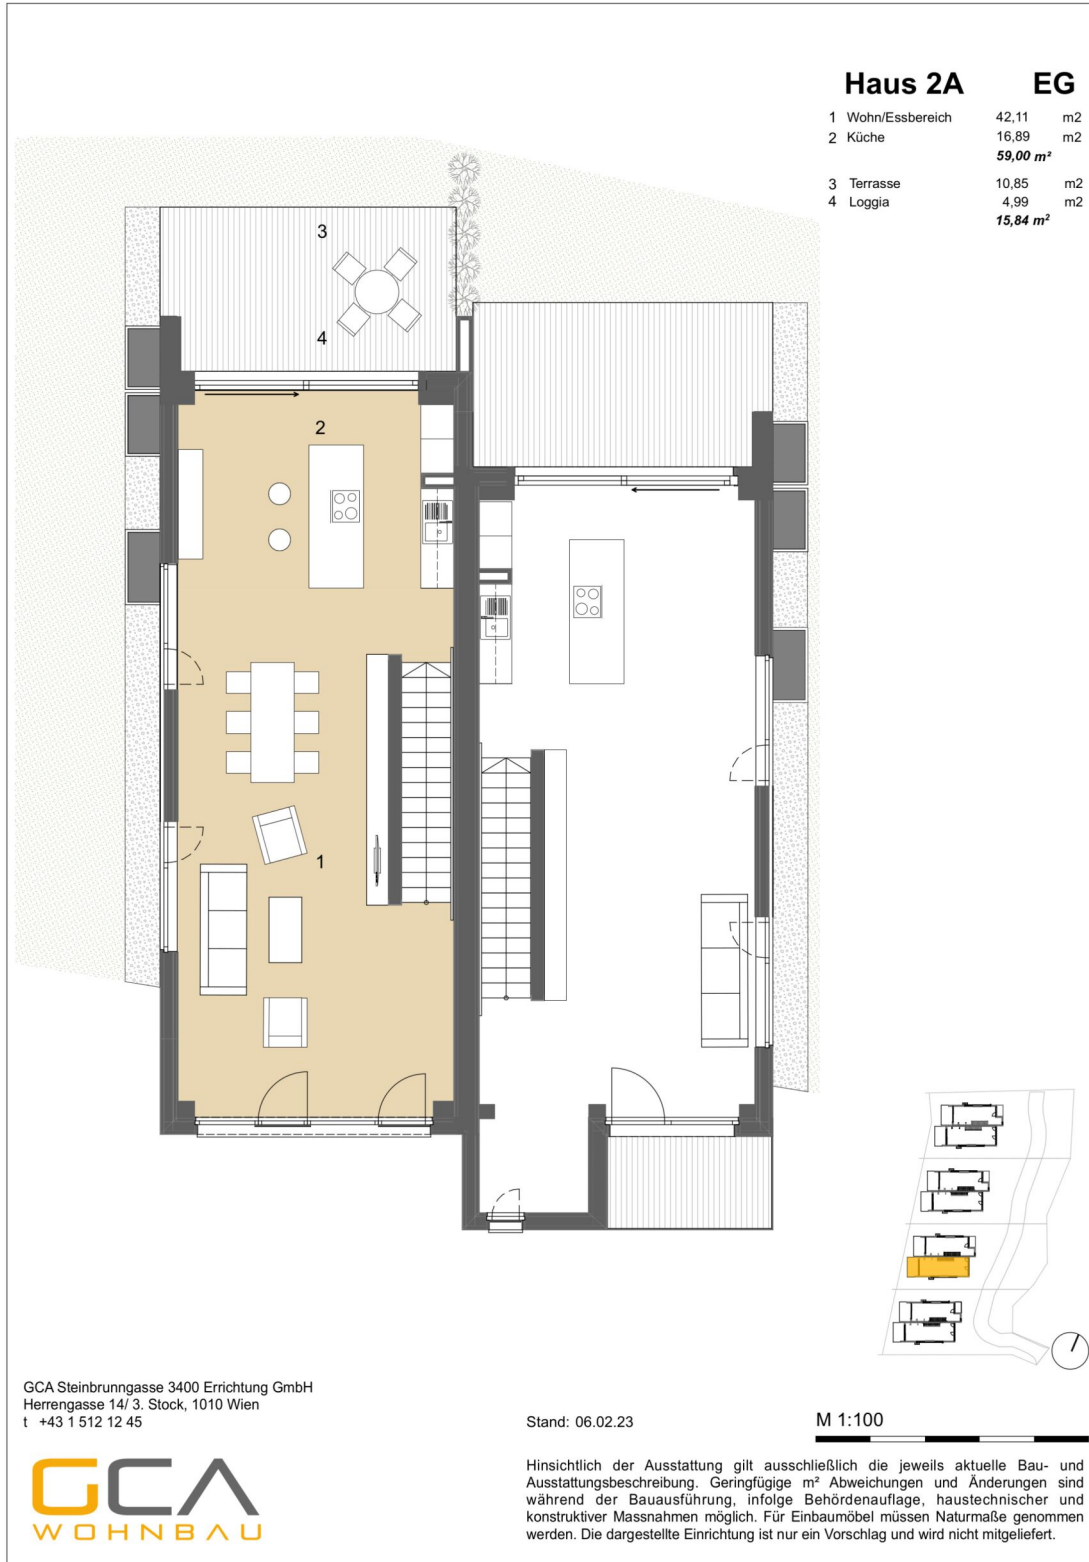 Haus 2A EG
1 Wohn/Essbereich 42,11 m2
2 Küche 16,89 m2
59,00 m²
3 Terrasse 10,85 m2
4 Loggia 4,99 m2
15,84 m²
3
4
2
1
GCA Steinbrunngasse 3400 Errichtung GmbH
Herrengasse 14/ 3. Stock, 1010 Wien
t +43 1 512 12 45
GCA
WOHNBAU
Stand: 06.02.23
M 1:100
Hinsichtlich der Ausstattung gilt ausschließlich die jeweils aktuelle Bau- und
Ausstattungsbeschreibung. Geringfügige m² Abweichungen und Änderungen sind
während der Bauausführung, infolge Behördenauflage, haustechnischer und
konstruktiver Massnahmen möglich. Für Einbaumöbel müssen Naturmaße genommen
werden. Die dargestellte Einrichtung ist nur ein Vorschlag und wird nicht mitgeliefert.